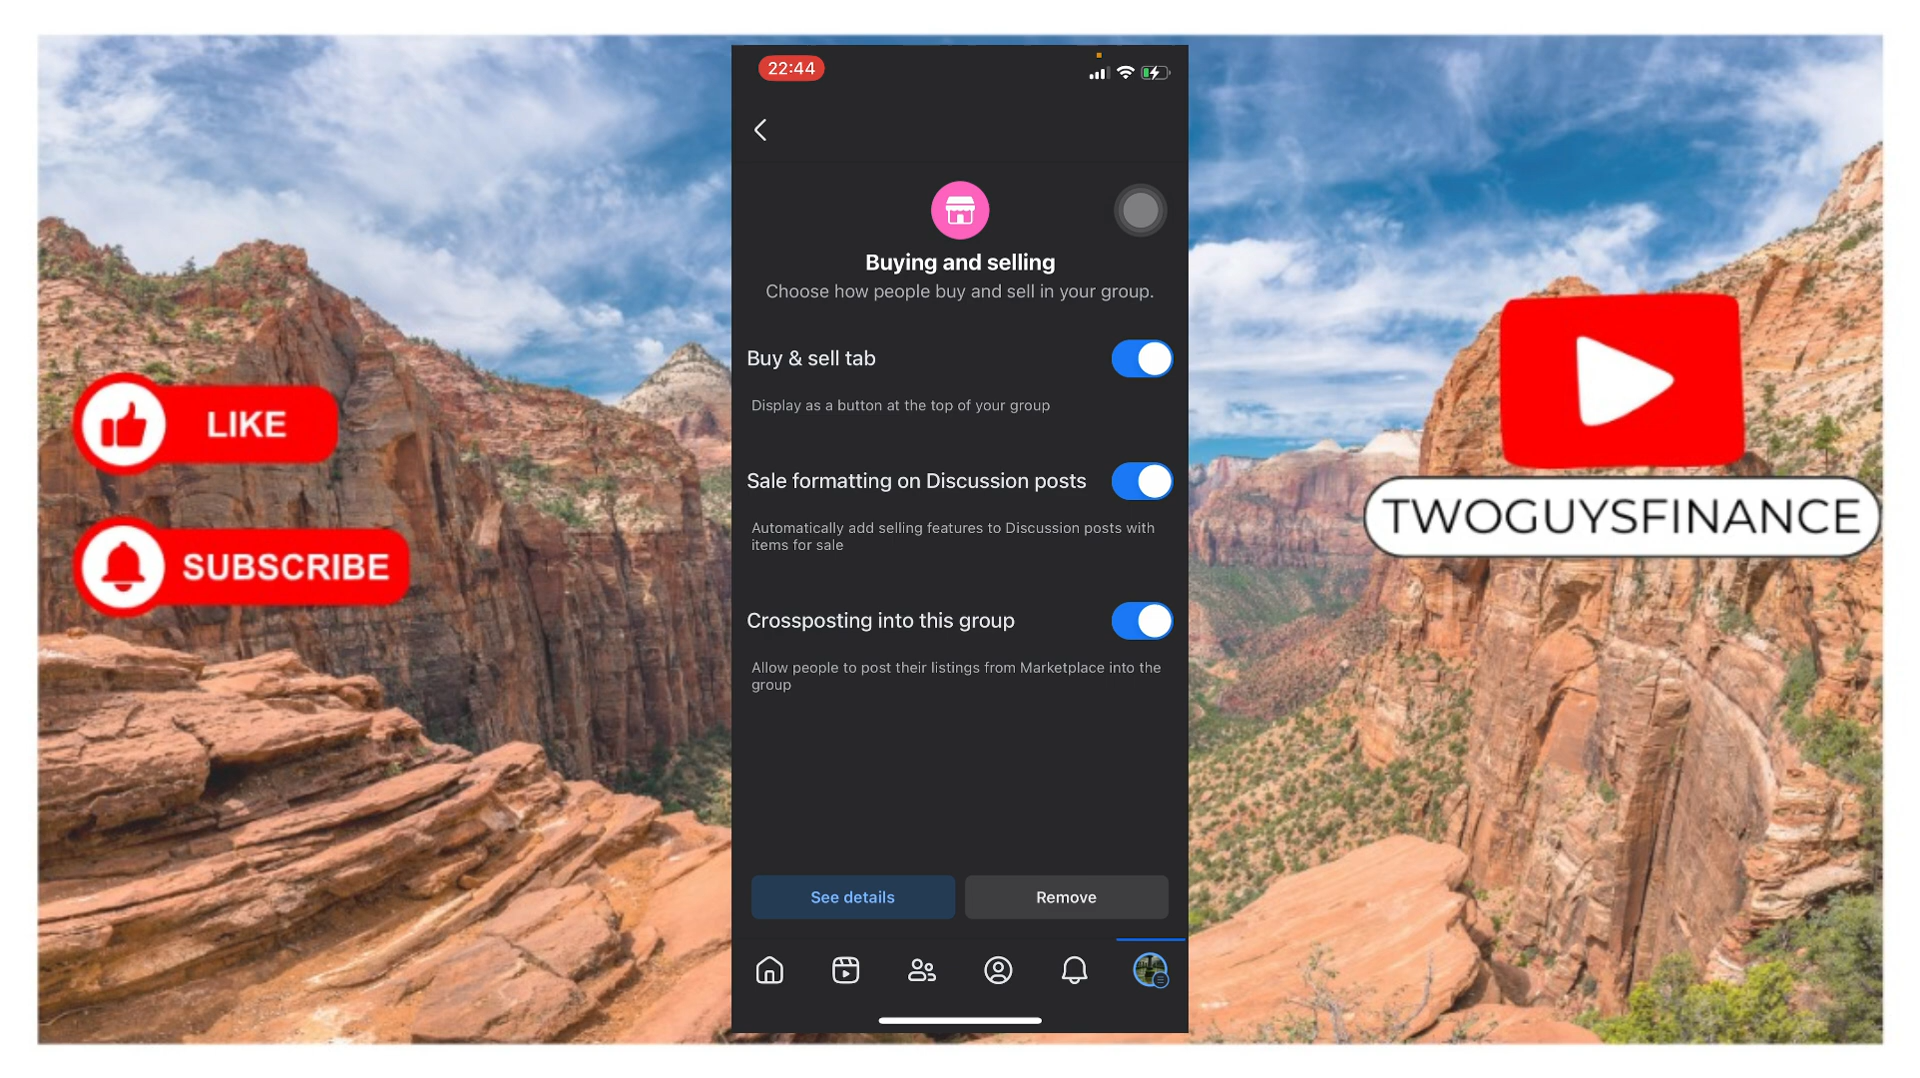 22:44
Buying and selling
Choose how people buy and sell in your group.
Buy & sell tab
Display as a button at the top of your group
Sale formatting on Discussion posts
Automatically add selling features to Discussion posts with
items for sale
Crossposting into this group
Allow people to post their listings from Marketplace into the
group
See details
Remove
LIKE
SUBSCRIBE
TWOGUYSFINANCE